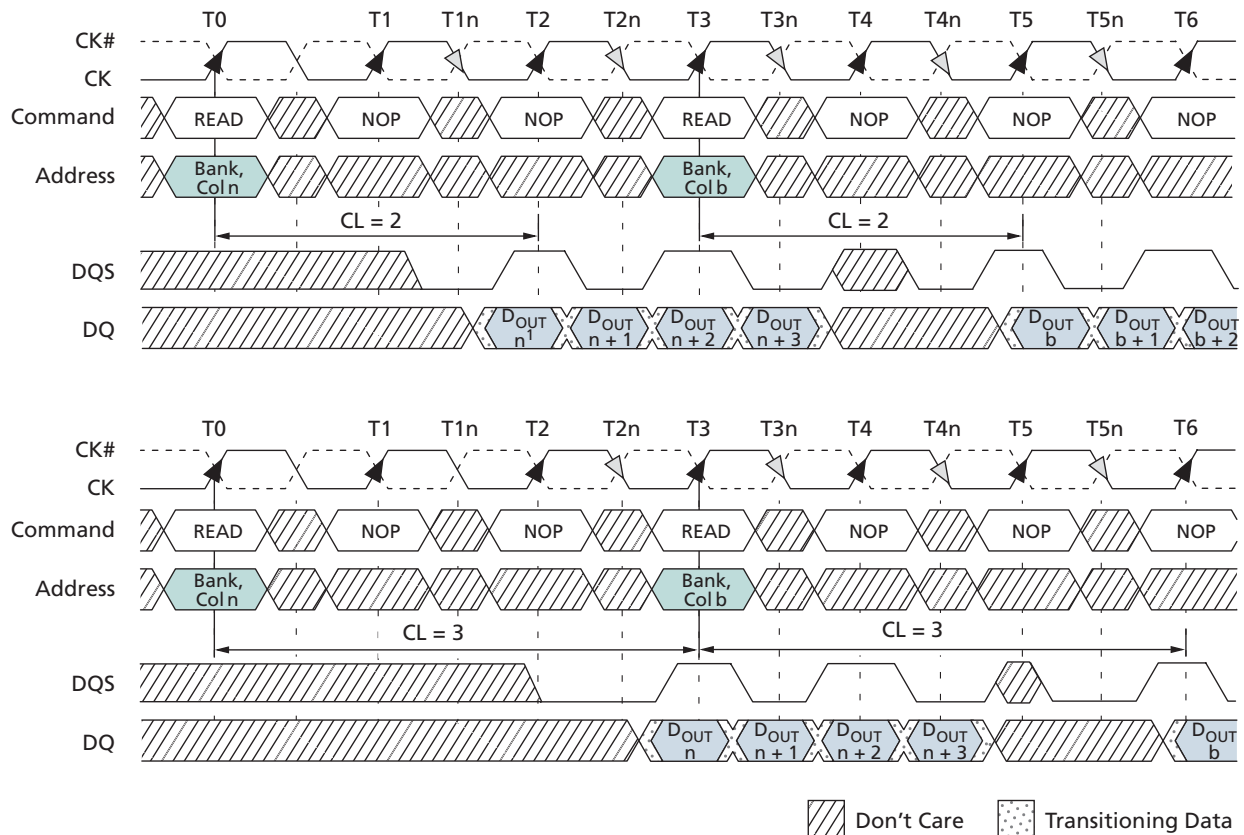 T0 T1 T1n T2 T2n T3 T3n T4 T4n T5 T5n T6
CK#
CK
Command READ NOP NOP READ NOP NOP NOP
Address Bank, Col n Bank, Col b
CL = 2 CL = 2
DQS
DQ DOUT n1 DOUT n + 1 DOUT n + 2 DOUT n + 3 DOUT b DOUT b + 1 DOUT b + 2
T0 T1 T1n T2 T2n T3 T3n T4 T4n T5 T5n T6
CK#
CK
Command READ NOP NOP READ NOP NOP NOP
Address Bank, Col n Bank, Col b
CL = 3 CL = 3
DQS
DQ DOUT n DOUT n + 1 DOUT n + 2 DOUT n + 3 DOUT b
Don't Care Transitioning Data